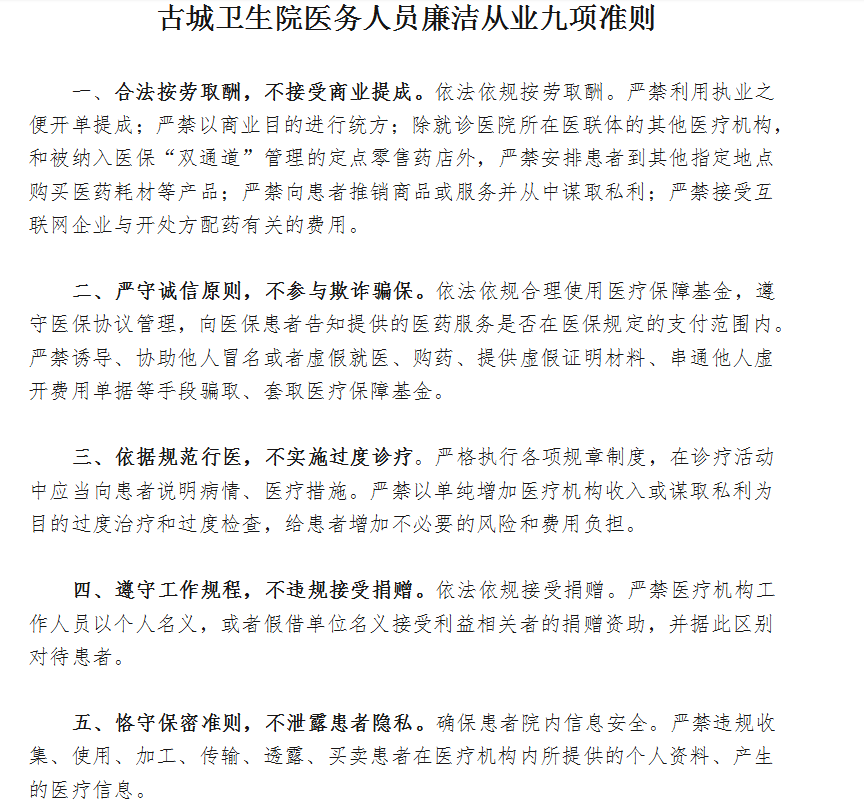 古城卫生院医务人员廉洁从业九项准则
一、合法按劳取酬，不接受商业提成。依法依规按劳取酬。严禁利用执业之
便开单提成；严禁以商业目的进行统方；除就诊医院所在医联体的其他医疗机构，
和被纳入医保“双通道”管理的定点零售药店外，严禁安排患者到其他指定地点
购买医药耗材等产品；严禁向患者推销商品或服务并从中谋取私利；严禁接受互
联网企业与开处方配药有关的费用。
二、严守诚信原则，不参与欺诈骗保。依法依规合理使用医疗保障基金，遵
守医保协议管理，向医保患者告知提供的医药服务是否在医保规定的支付范围内。
严禁诱导、协助他人冒名或者虚假就医、购药、提供虚假证明材料、串通他人虚
开费用单据等手段骗取、套取医疗保障基金。
三、依据规范行医，不实施过度诊疗。严格执行各项规章制度，在诊疗活动
中应当向患者说明病情、医疗措施。严禁以单纯增加医疗机构收入或谋取私利为
目的过度治疗和过度检查，给患者增加不必要的风险和费用负担。
四、遵守工作规程，不违规接受捐赠。依法依规接受捐赠。严禁医疗机构工
作人员以个人名义，或者假借单位名义接受利益相关者的捐赠资助，并据此区别
对待患者。
五、恪守保密准则，不泄露患者隐私。确保患者院内信息安全。严禁违规收
集、使用、加工、传输、透露、买卖患者在医疗机构内所提供的个人资料、产生
的医疗信息。